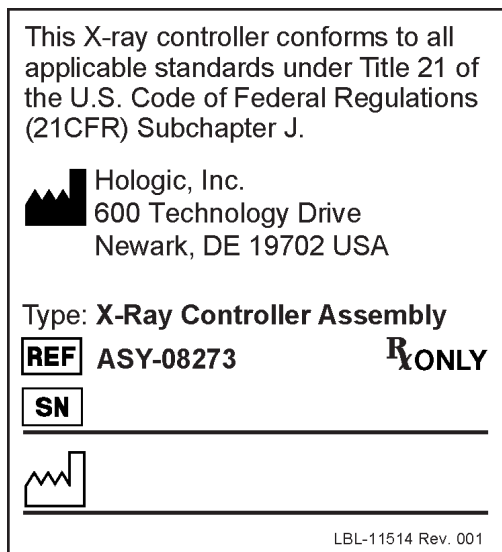 This X-ray controller conforms to all
applicable standards under Title 21 of
the U.S. Code of Federal Regulations
(21CFR) Subchapter J.
Hologic, Inc.
600 Technology Drive
Newark, DE 19702 USA
Type: X-Ray Controller Assembly
REF ASY-08273 Rx ONLY
SN
LBL-11514 Rev. 001